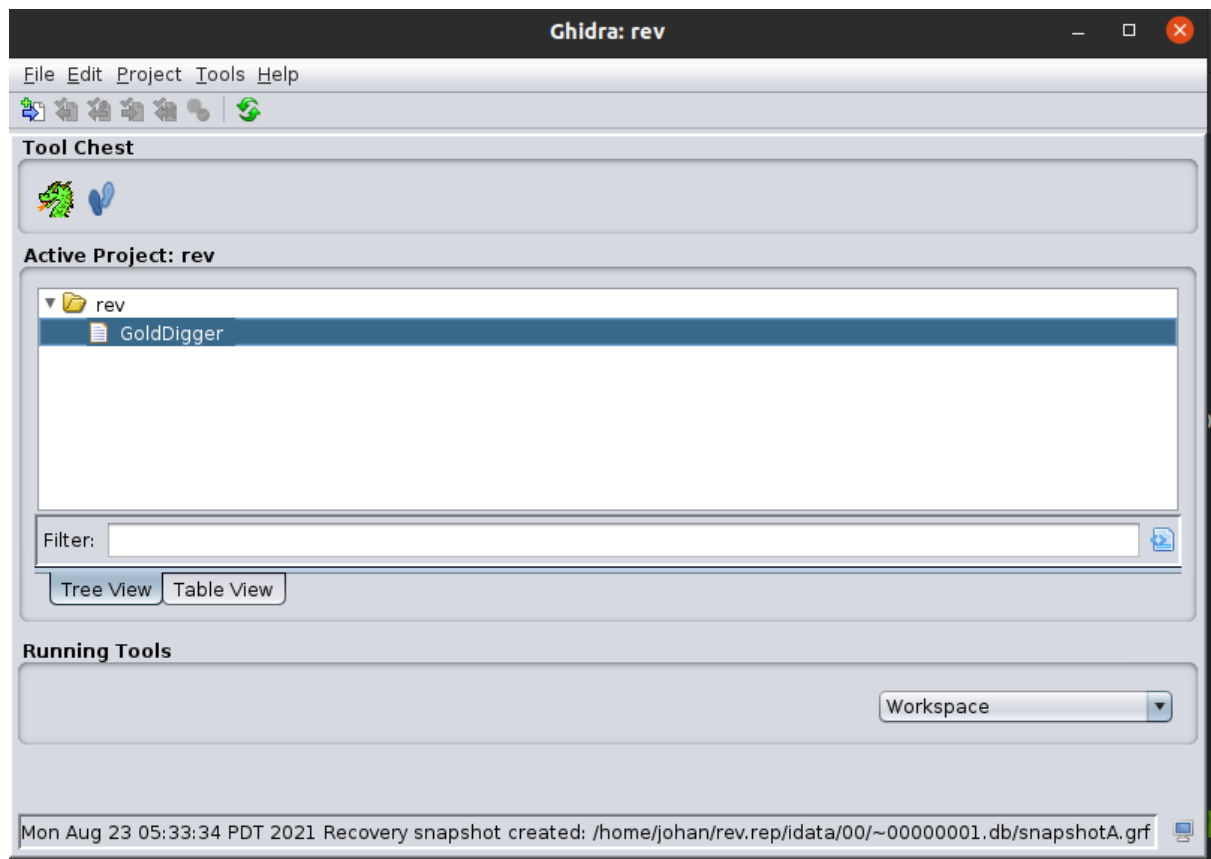 Ghidra: rev
File Edit Project Tools Help
Tool Chest
Active Project: rev
rev
GoldDigger
Filter:
Tree View Table View
Running Tools
Workspace
Mon Aug 23 05:33:34 PDT 2021 Recovery snapshot created: /home/johan/rev.rep/idata/00/~00000001.db/snapshotA.grf